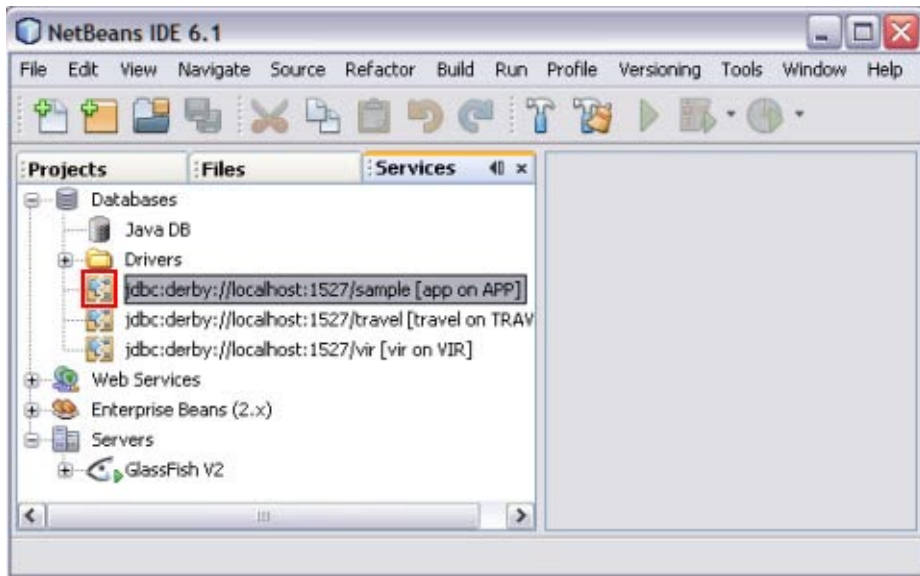 NetBeans IDE 6.1
File Edit View Navigate Source Refactor Build Run Profile Versioning Tools Window Help
Projects Files Services
Databases
Java DB
Drivers
jdbc:derby://localhost:1527/sample [app on APP]
jdbc:derby://localhost:1527/travel [travel on TRAV
jdbc:derby://localhost:1527/vir [vir on VIR]
Web Services
Enterprise Beans (2.x)
Servers
GlassFish V2